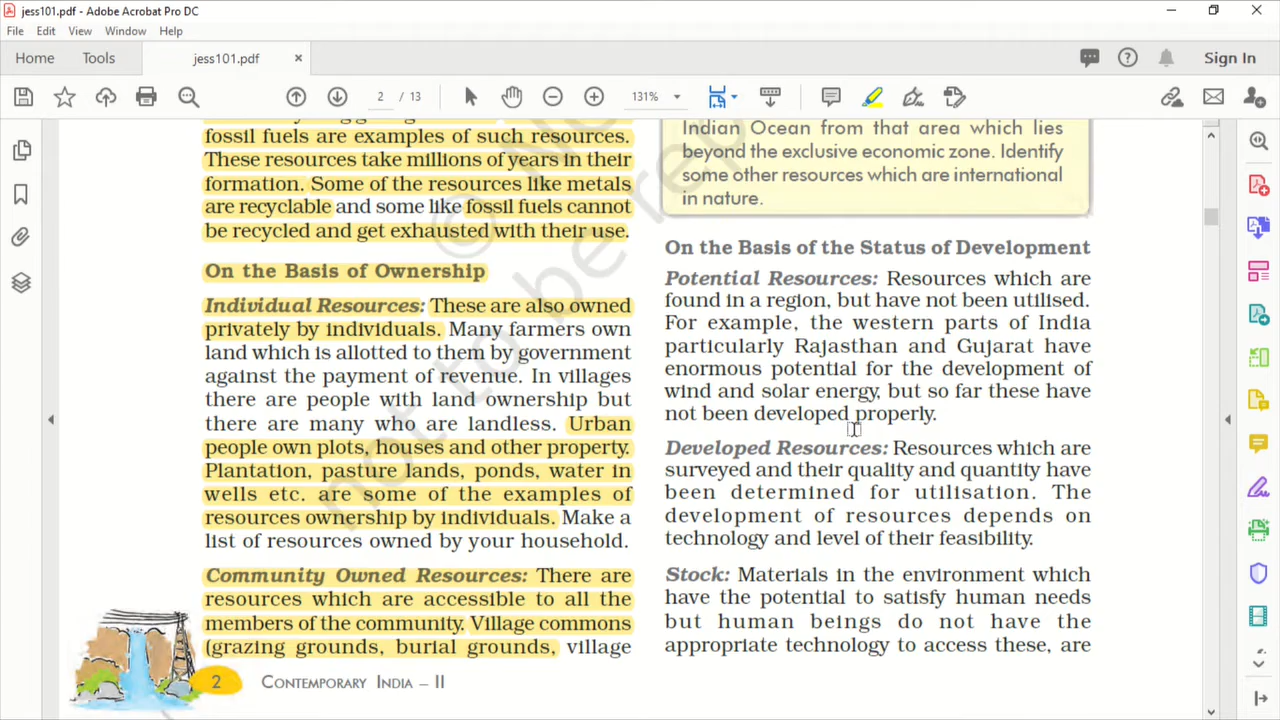 jess101.pdf - Adobe Acrobat Pro DC
File Edit View Window Help
Home Tools jess101.pdf Sign In
2 / 13 131%
fossil fuels are examples of such resources.
These resources take millions of years in their
formation. Some of the resources like metals
are recyclable and some like fossil fuels cannot
be recycled and get exhausted with their use.
On the Basis of Ownership
Individual Resources: These are also owned
privately by individuals. Many farmers own
land which is allotted to them by government
against the payment of revenue. In villages
there are people with land ownership but
there are many who are landless. Urban
people own plots, houses and other property.
Plantation, pasture lands, ponds, water in
wells etc. are some of the examples of
resources ownership by individuals. Make a
list of resources owned by your household.
Community Owned Resources: There are
resources which are accessible to all the
members of the community. Village commons
(grazing grounds, burial grounds, village
2 Contemporary India – II
Indian Ocean from that area which lies
beyond the exclusive economic zone. Identify
some other resources which are international
in nature.
On the Basis of the Status of Development
Potential Resources: Resources which are
found in a region, but have not been utilised.
For example, the western parts of India
particularly Rajasthan and Gujarat have
enormous potential for the development of
wind and solar energy, but so far these have
not been developed properly.
Developed Resources: Resources which are
surveyed and their quality and quantity have
been determined for utilisation. The
development of resources depends on
technology and level of their feasibility.
Stock: Materials in the environment which
have the potential to satisfy human needs
but human beings do not have the
appropriate technology to access these, are